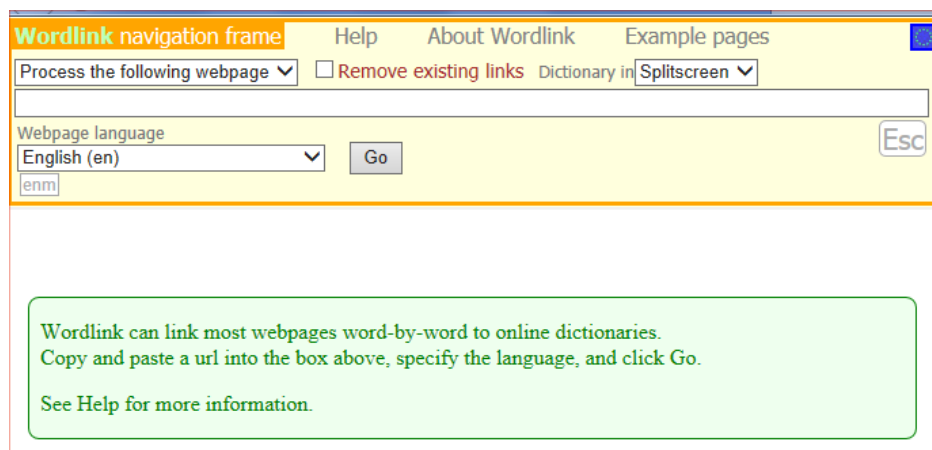 Wordlink navigation frame Help About Wordlink Example pages
Process the following webpage Remove existing links Dictionary in Splitscreen
Webpage language
Esc
English (en) Go
enm
Wordlink can link most webpages word-by-word to online dictionaries.
Copy and paste a url into the box above, specify the language, and click Go.
See Help for more information.